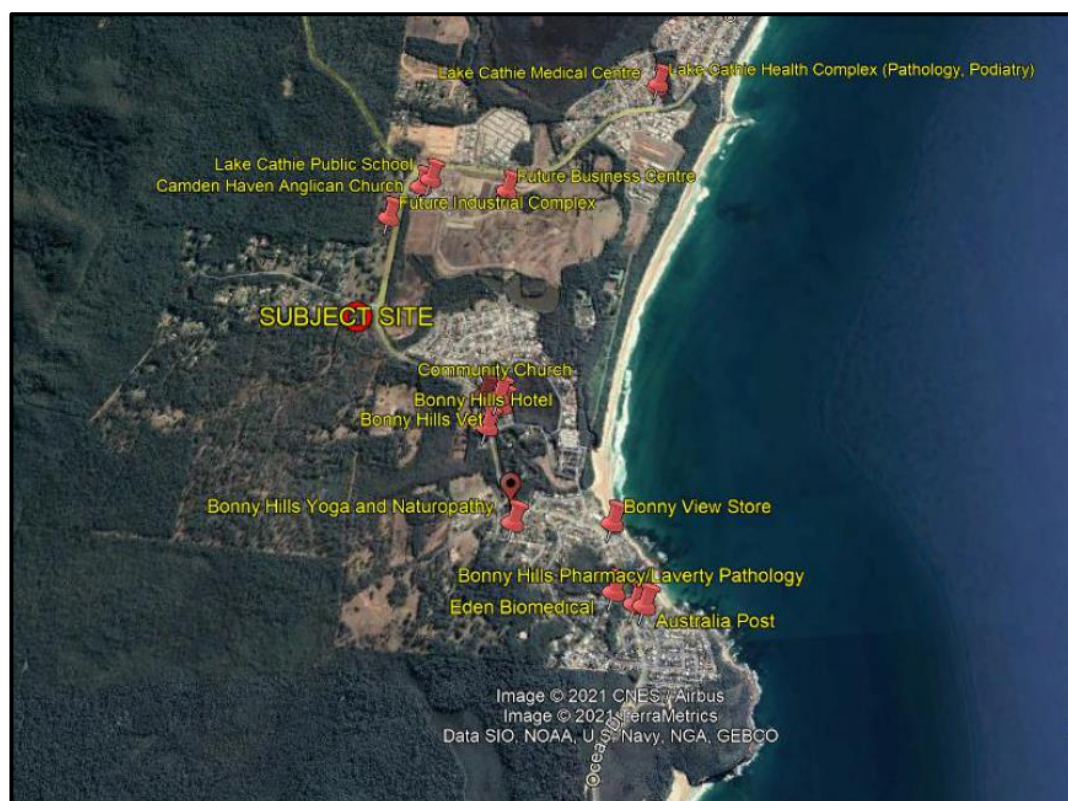 Lake Cathie Medical Centre
Lake Cathie Health Complex (Pathology, Podiatry)
Lake Cathie Public School
Future Business Centre
Camden Haven Anglican Church
Future Industrial Complex
SUBJECT SITE
Community Church
Bonny Hills Hotel
Bonny Hills Vet
Bonny Hills Yoga and Naturopathy
Bonny View Store
Bonny Hills Pharmacy/Laverty Pathology
Eden Biomedical
Australia Post
Image © 2021 CNES / Airbus
Image © 2021 TerraMetrics
Data SIO, NOAA, U.S. Navy, NGA, GEBCO